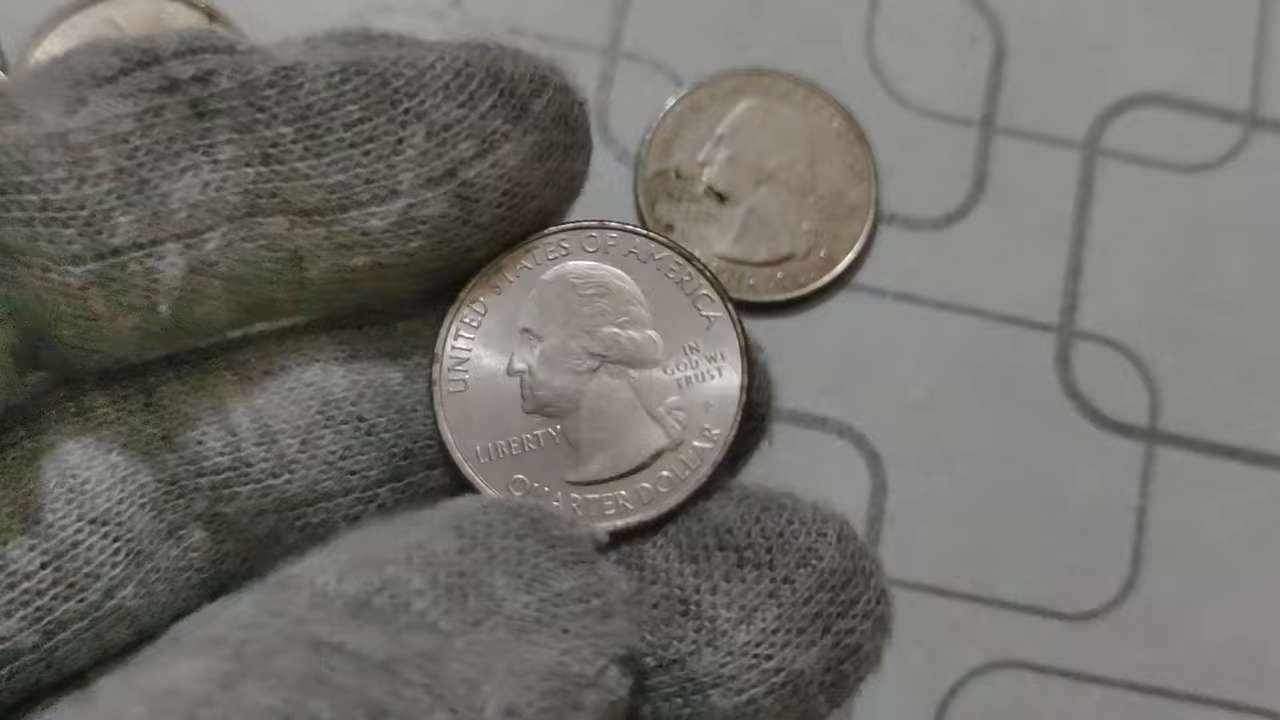 UNITED STATES OF AMERICA
IN
GOD WE
TRUST
LIBERTY
QUARTER DOLLAR